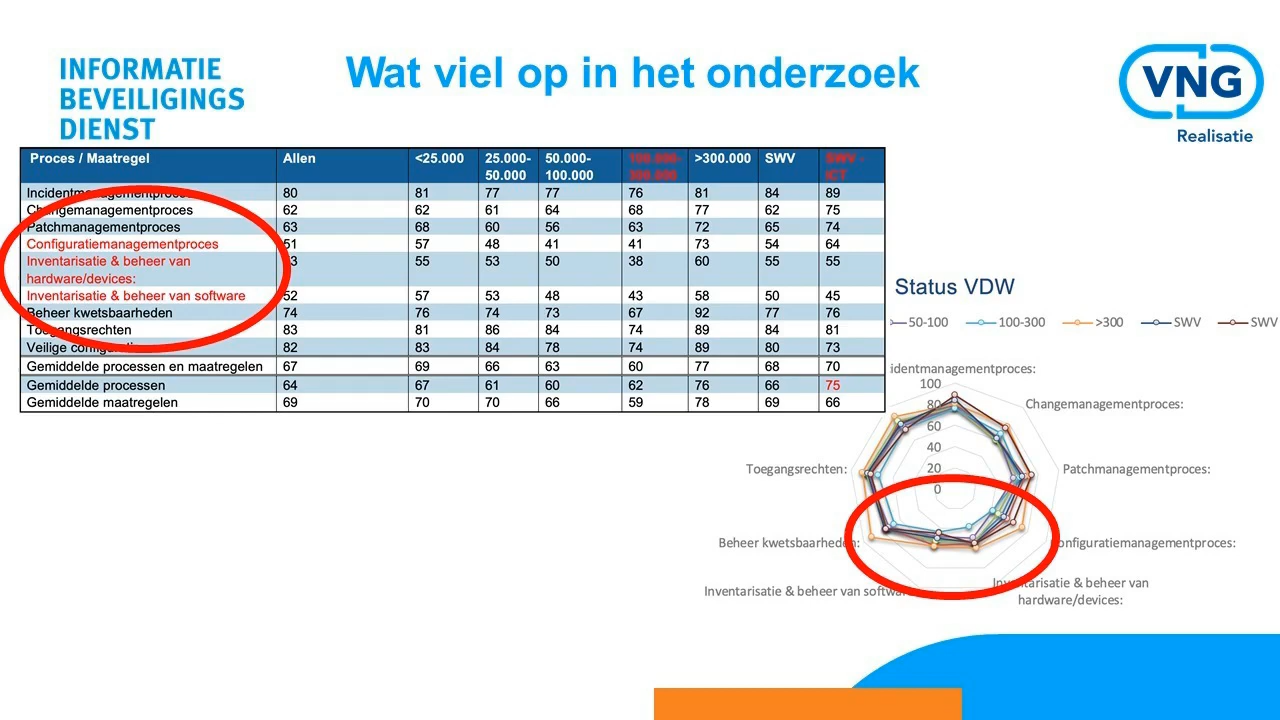 INFORMATIE
BEVEILIGINGS
DIENST
Wat viel op in het onderzoek
VNG
Realisatie
Proces / Maatregel Allen <25.000 25.000-50.000 50.000-100.000 100.000-300.000 >300.000 SWV SWV - ICT
Incidentmanagementproces 80 81 77 77 76 81 84 89
Changemanagementproces 62 62 61 64 68 77 62 75
Patchmanagementproces 63 68 60 56 63 72 65 74
Configuratiemanagementproces 51 57 48 41 41 73 54 64
Inventarisatie & beheer van hardware/devices: 3 55 53 50 38 60 55 55
Inventarisatie & beheer van software 52 57 53 48 43 58 50 45
Beheer kwetsbaarheden 74 76 74 73 67 92 77 76
Toegangsrechten 83 81 86 84 74 89 84 81
Veilige 82 83 84 78 74 89 80 73
Gemiddelde processen en maatregelen 67 69 66 63 60 77 68 70
Gemiddelde processen 64 67 61 60 62 76 66 75
Gemiddelde maatregelen 69 70 70 66 59 78 69 66
Status VDW
50-100 100-300 >300 SWV SWV
identmanagementproces:
100
80
60
40
20
0
Changemanagementproces:
Patchmanagementproces:
onfiguratiemanagementproces:
Inventarisatie & beheer van
hardware/devices:
Inventarisatie & beheer van softwar
Beheer kwetsbaarheden:
Toegangsrechten: